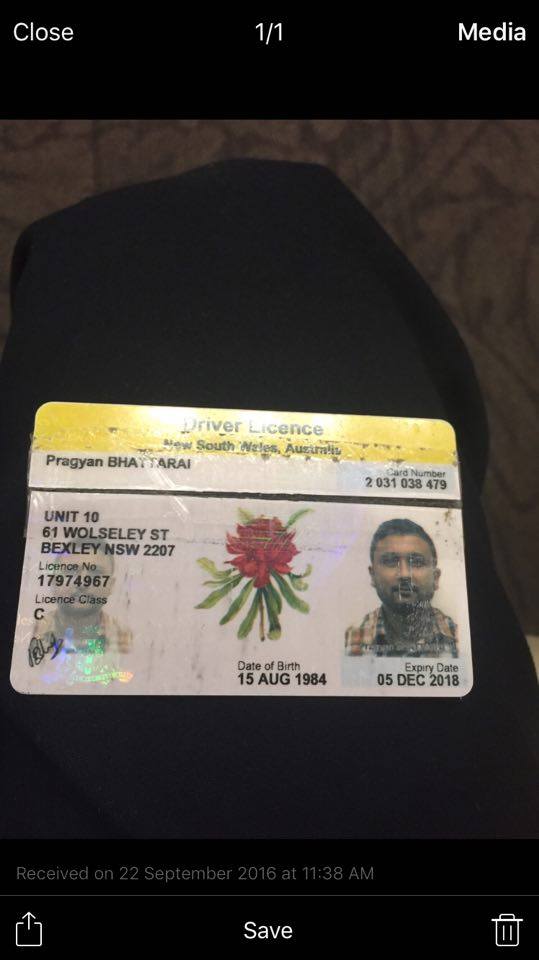 Close 1/1 Media
Driver Licence
New South Wales, Australia
Pragyan BHATTARAI
Card Number
2 031 038 479
UNIT 10
61 WOLSELEY ST
BEXLEY NSW 2207
Licence No
17974967
Licence Class
C
Date of Birth
15 AUG 1984
Expiry Date
05 DEC 2018
Received on 22 September 2016 at 11:38 AM
Save